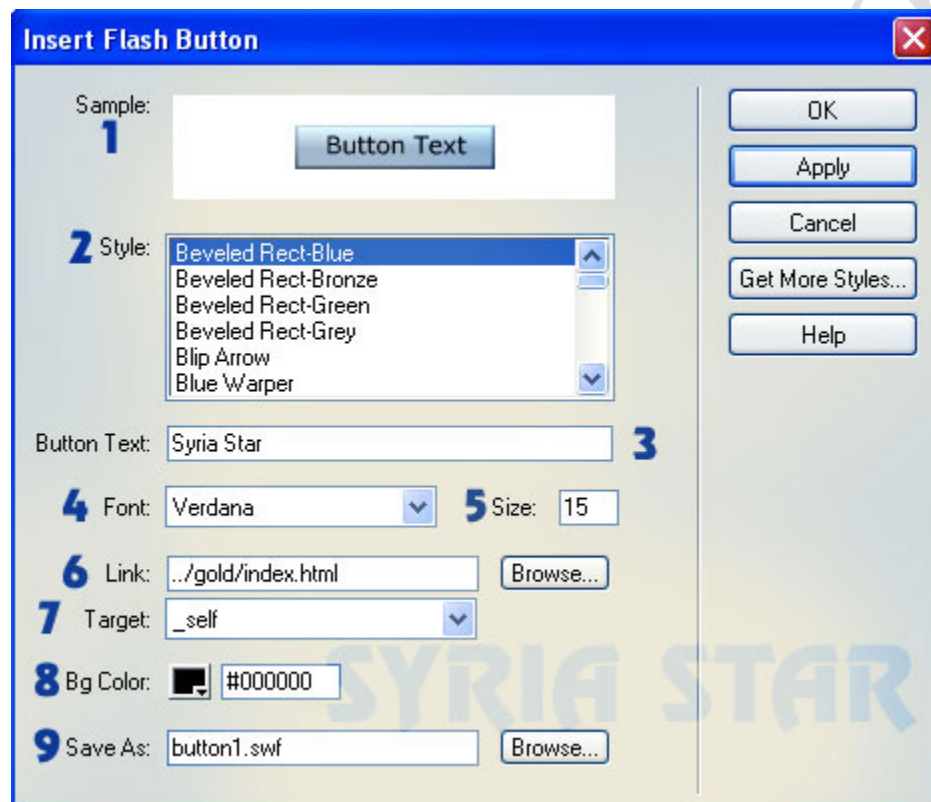 Insert Flash Button
Sample:
1
Button Text
OK
Apply
Cancel
Get More Styles...
Help
2 Style:
Beveled Rect-Blue
Beveled Rect-Bronze
Beveled Rect-Green
Beveled Rect-Grey
Blip Arrow
Blue Warper
Button Text: Syria Star 3
4 Font: Verdana 5 Size: 15
6 Link: ../gold/index.html Browse...
7 Target: _self
8 Bg Color: #000000
SYRIA STAR
9 Save As: button1.swf Browse...